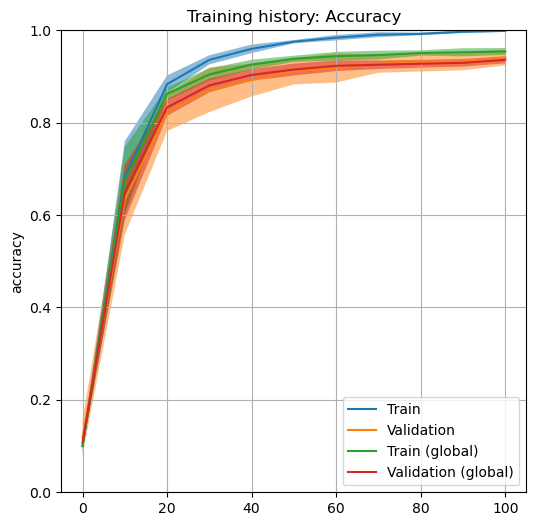 Training history: Accuracy
1.0
0.8
0.6
0.4
0.2
0.0
accuracy
0
20
40
60
80
100
Train
Validation
Train (global)
Validation (global)